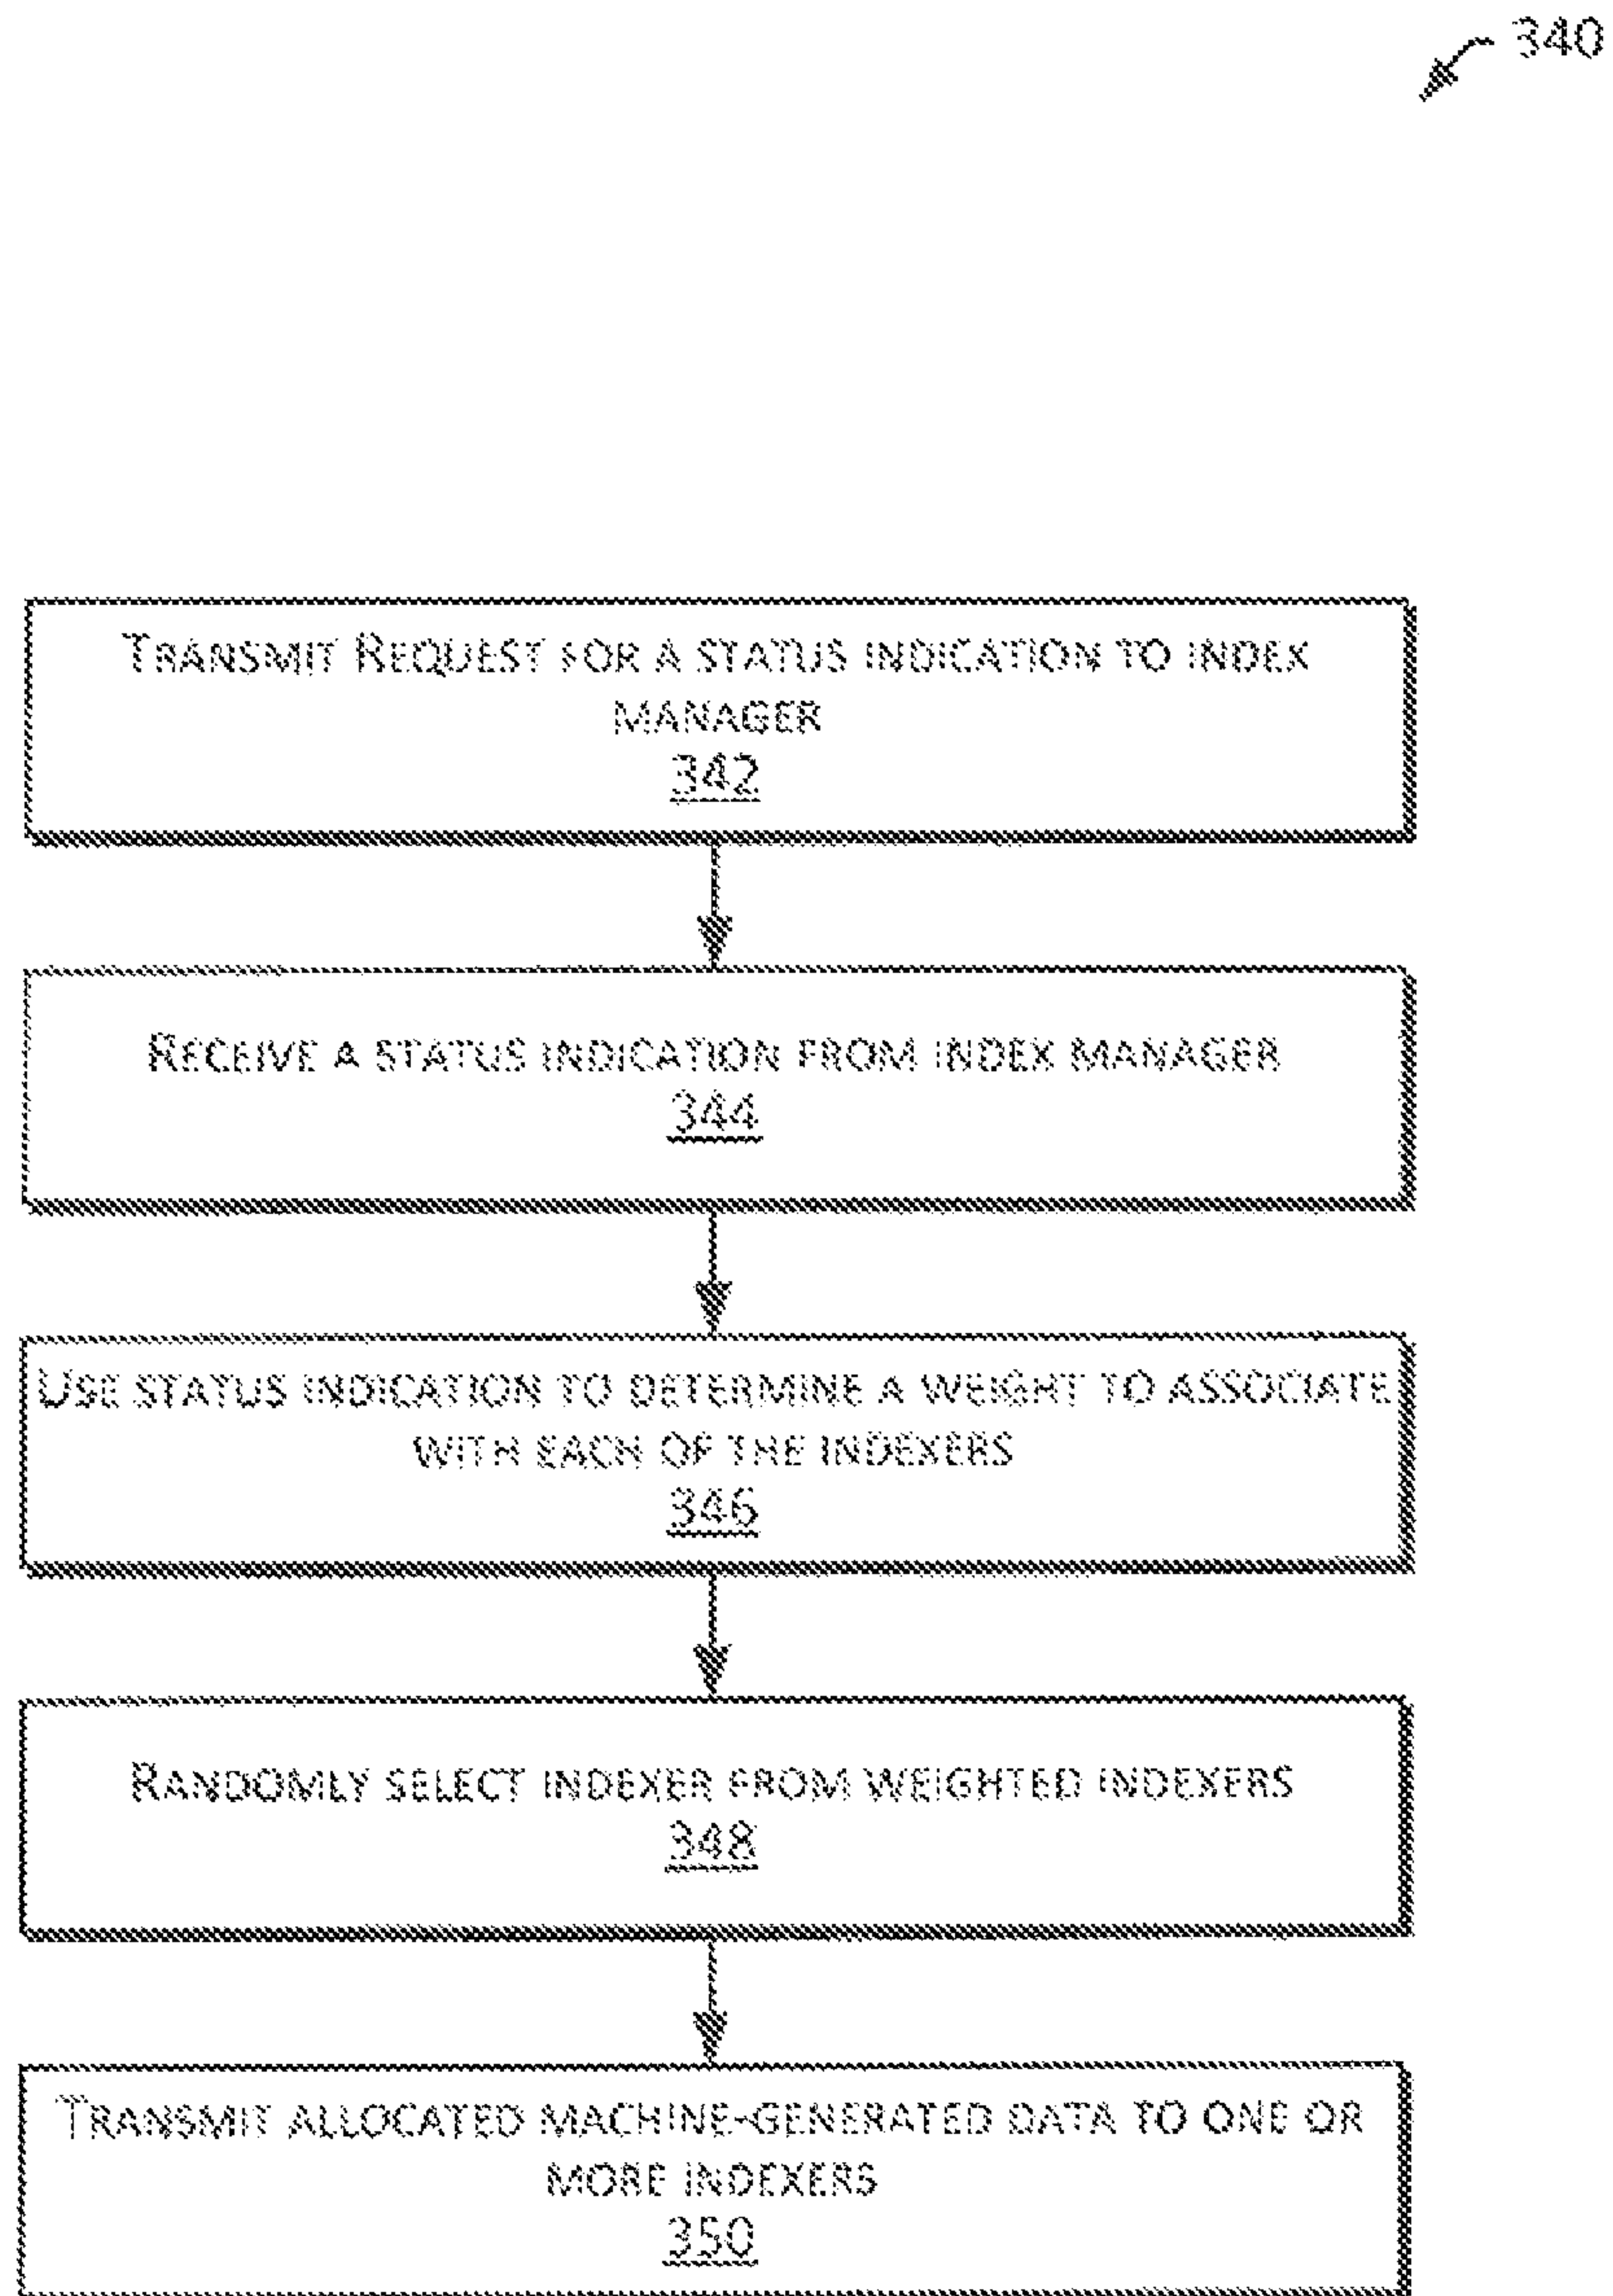 340
TRANSMIT REQUEST FOR A STATUS INDICATION TO INDEX
MANAGER
342
RECEIVE A STATUS INDICATION FROM INDEX MANAGER
344
USE STATUS INDICATION TO DETERMINE A WEIGHT TO ASSOCIATE
WITH EACH OF THE INDEXERS
346
RANDOMLY SELECT INDEXER FROM WEIGHTED INDEXERS
348
TRANSMIT ALLOCATED MACHINE-GENERATED DATA TO ONE OR
MORE INDEXERS
350